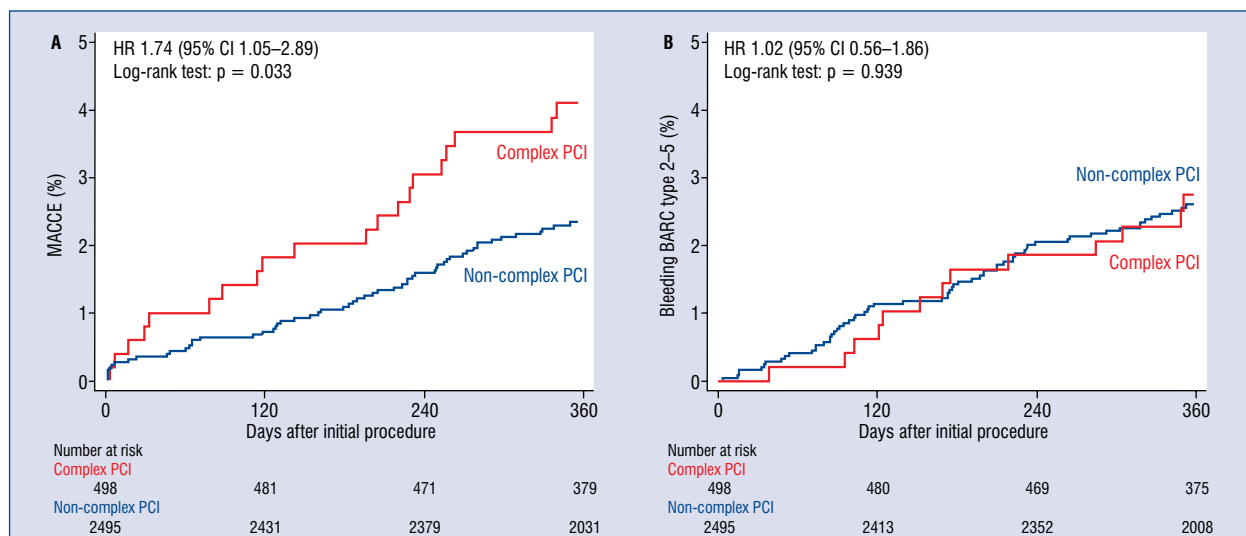 A
HR 1.74 (95% CI 1.05–2.89)
Log-rank test: p = 0.033
MACCE (%)
5
4
3
2
1
0
Complex PCI
Non-complex PCI
0 120 240 360
Days after initial procedure
Number at risk
Complex PCI
498 481 471 379
Non-complex PCI
2495 2431 2379 2031
B
HR 1.02 (95% CI 0.56–1.86)
Log-rank test: p = 0.939
Bleeding BARC type 2–5 (%)
5
4
3
2
1
0
Non-complex PCI
Complex PCI
0 120 240 360
Days after initial procedure
Number at risk
Complex PCI
498 480 469 375
Non-complex PCI
2495 2413 2352 2008